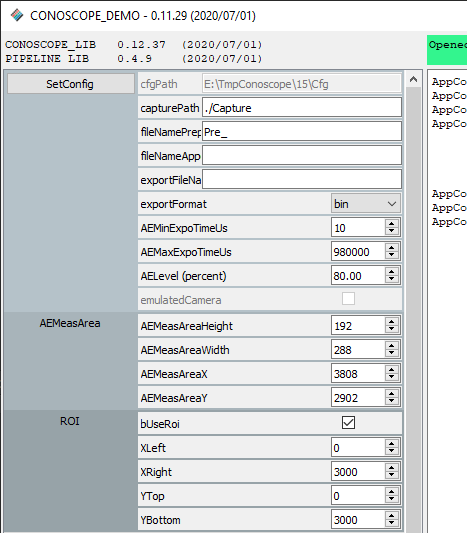 CONOSCOPE_DEMO - 0.11.29 (2020/07/01)
CONOSCOPE_LIB 0.12.37 (2020/07/01)
PIPELINE LIB 0.4.9 (2020/07/01)
Opened
SetConfig
cfgPath E:\TmpConoscope\15\Cfg
capturePath ./Capture
fileNamePrep Pre_
fileNameApp
exportFileNa
exportFormat bin
AEMinExpoTimeUs 10
AEMaxExpoTimeUs 980000
AELevel (percent) 80.00
emulatedCamera
AEMeasArea
AEMeasAreaHeight 192
AEMeasAreaWidth 288
AEMeasAreaX 3808
AEMeasAreaY 2902
ROI
bUseRoi
XLeft 0
XRight 3000
YTop 0
YBottom 3000
AppCo
AppCo
AppCo
AppCo
AppCo
AppCo
AppCo